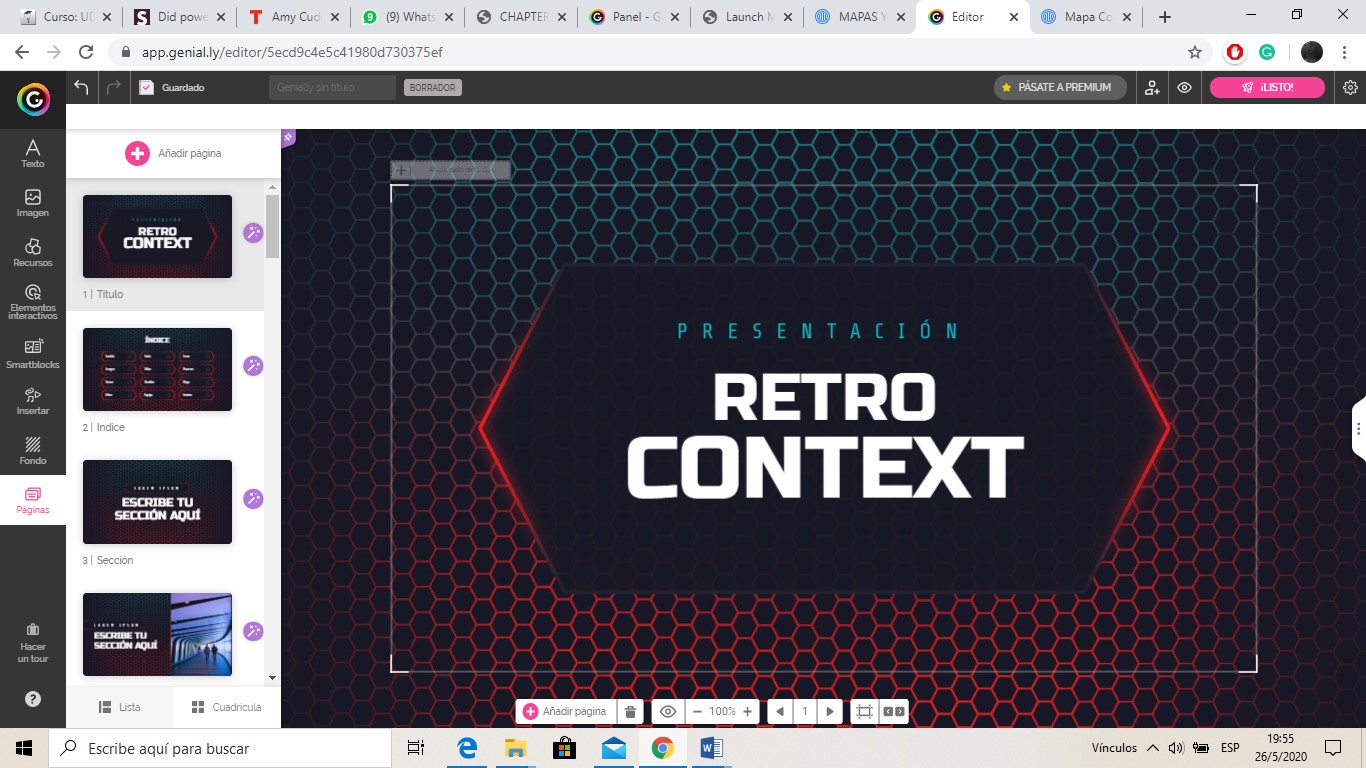 Curso: UD
Did powe
Amy Cud
(9) Whats
CHAPTER
Panel - G
Launch M
MAPAS Y
Editor
Mapa Co
app.genial.ly/editor/5ecd9c4e5c41980d730375ef
Guardado
Genially sin título
BORRADOR
PÁSATE A PREMIUM
¡LISTO!
Texto
Imagen
Recursos
Elementos
interactivos
Smartblocks
Insertar
Fondo
Páginas
Hacer
un tour
Añadir página
PRESENTACIÓN
RETRO
CONTEXT
1 | Título
ÍNDICE
2 | Indice
LOREM IPSUM
ESCRIBE TU
SECCIÓN AQUÍ
3 | Sección
LOREM IPSUM
ESCRIBE TU
SECCIÓN AQUÍ
Lista
Cuadrícula
PRESENTACIÓN
RETRO
CONTEXT
Añadir página
100%
1
Escribe aquí para buscar
Vínculos
ESP
19:55
26/5/2020